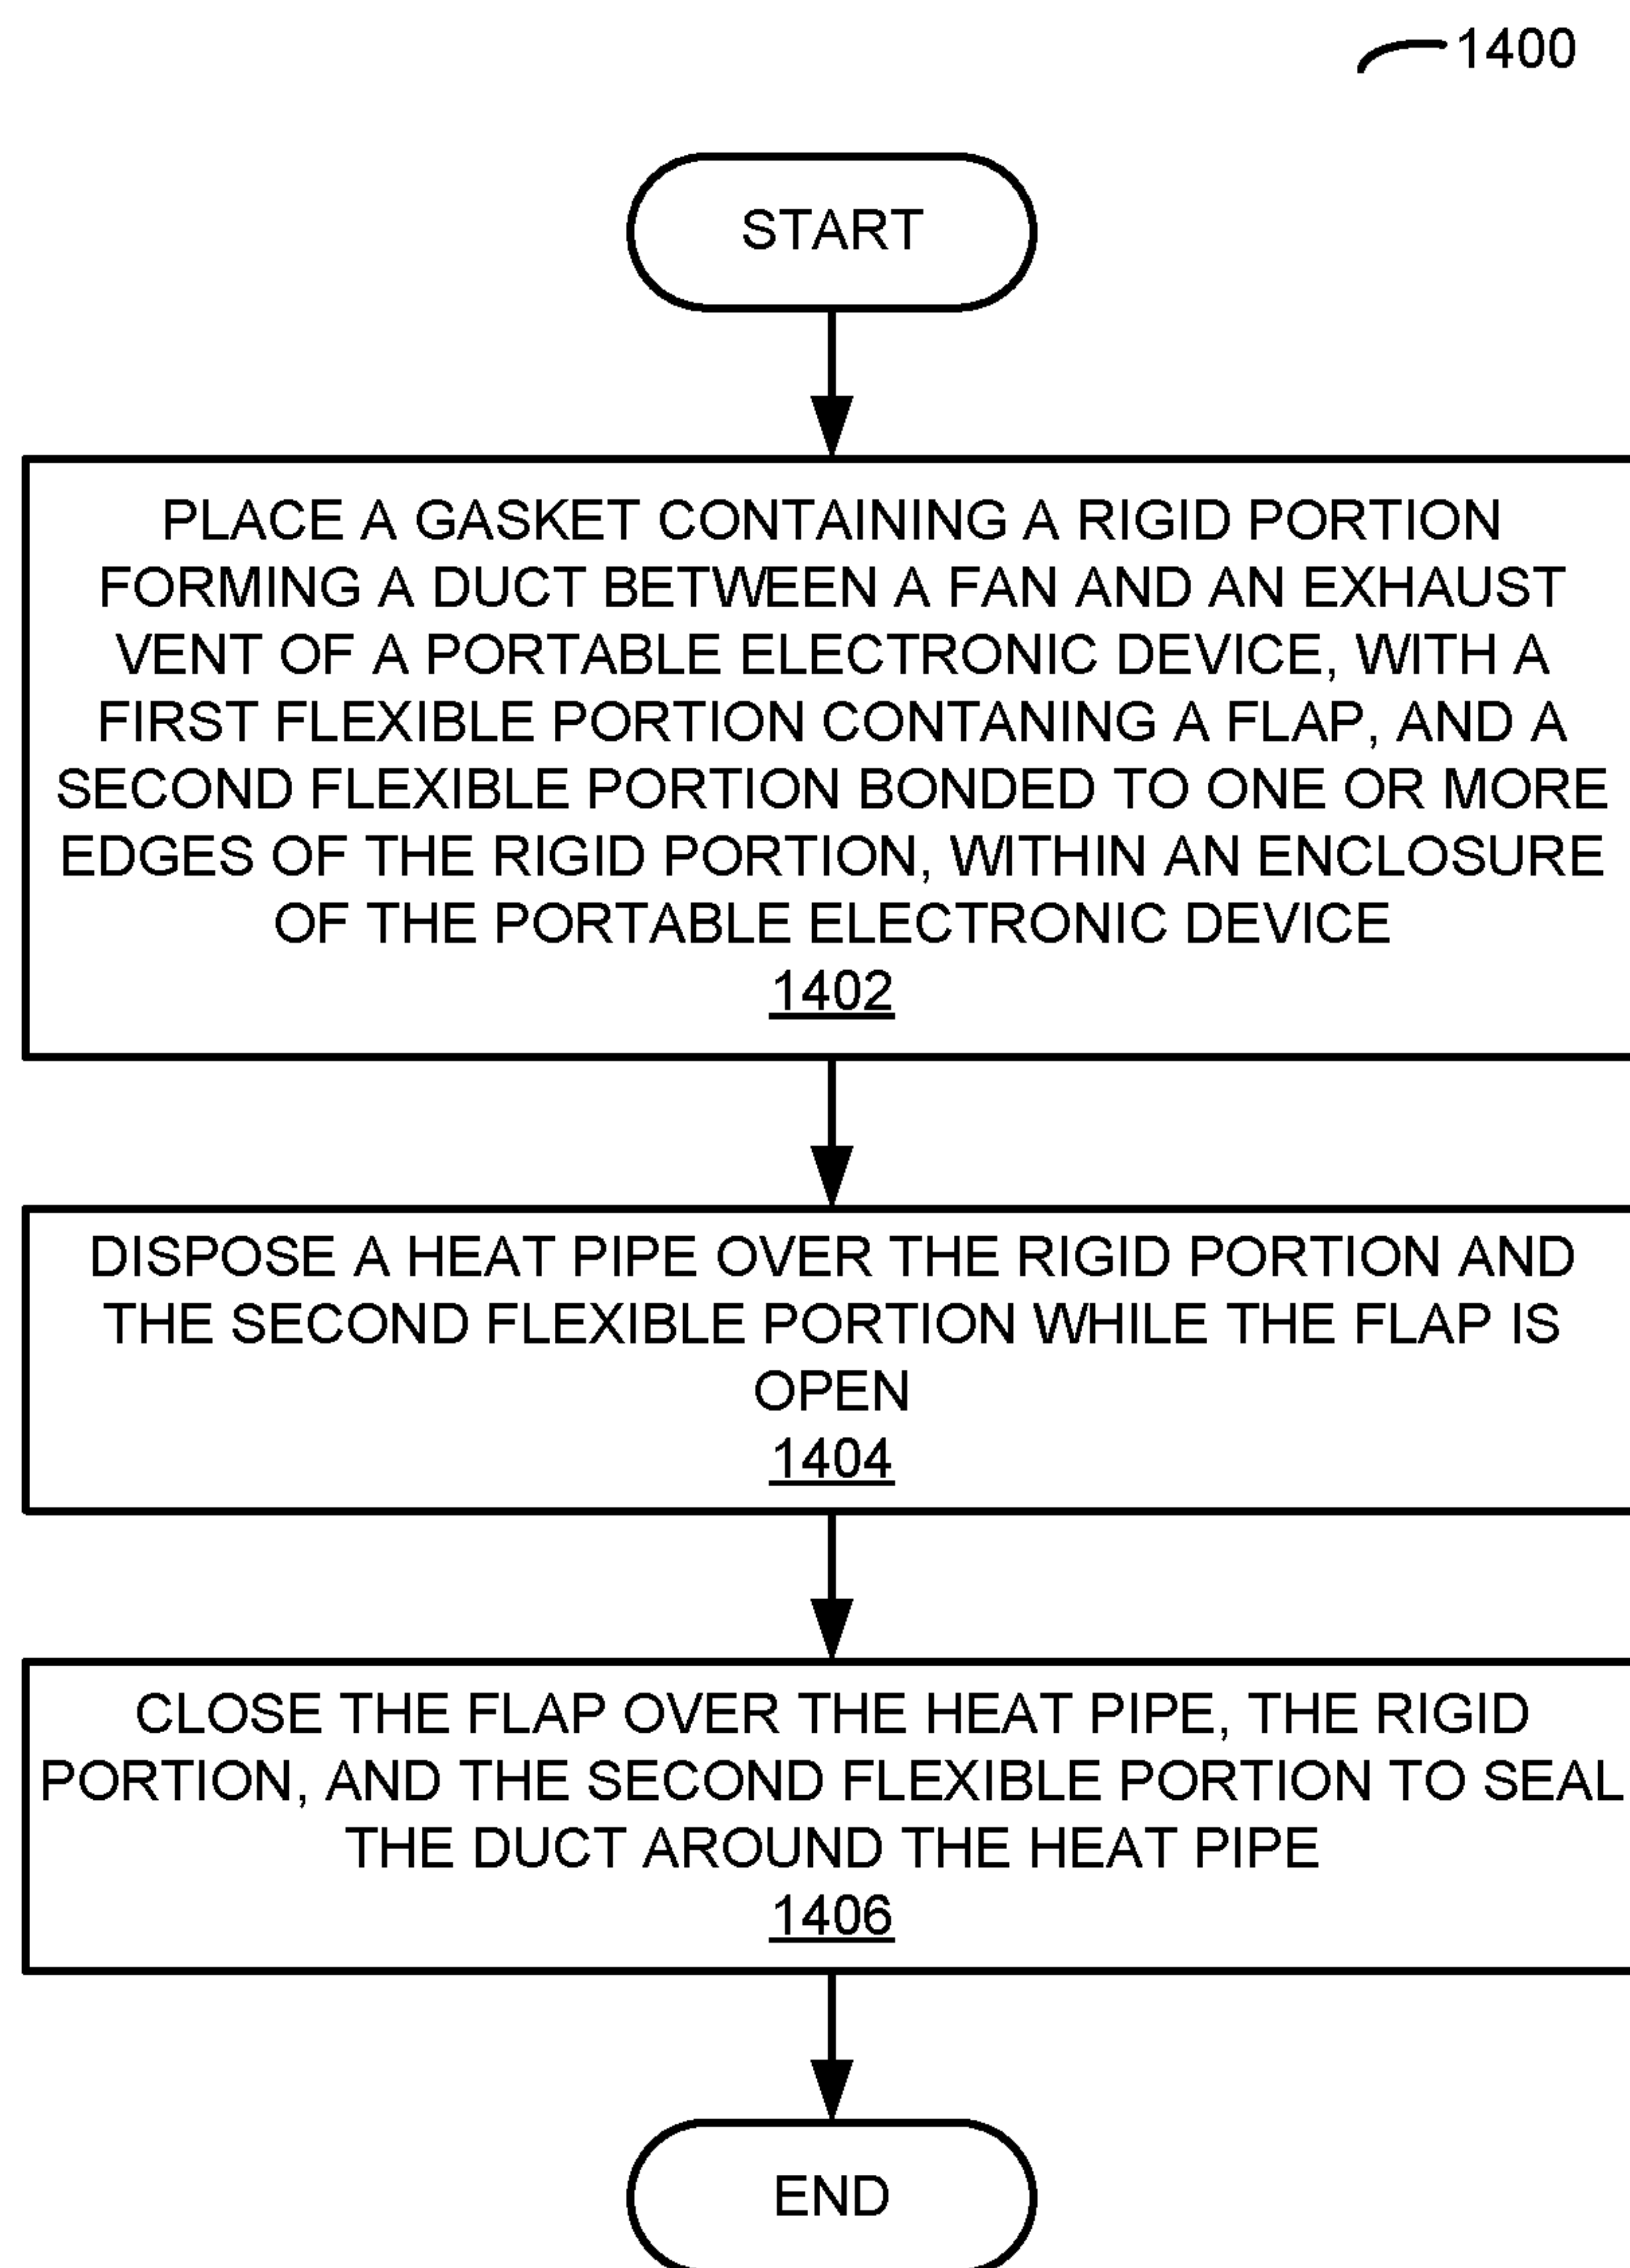 1400
START
PLACE A GASKET CONTAINING A RIGID PORTION
FORMING A DUCT BETWEEN A FAN AND AN EXHAUST
VENT OF A PORTABLE ELECTRONIC DEVICE, WITH A
FIRST FLEXIBLE PORTION CONTANING A FLAP, AND A
SECOND FLEXIBLE PORTION BONDED TO ONE OR MORE
EDGES OF THE RIGID PORTION, WITHIN AN ENCLOSURE
OF THE PORTABLE ELECTRONIC DEVICE
1402
DISPOSE A HEAT PIPE OVER THE RIGID PORTION AND
THE SECOND FLEXIBLE PORTION WHILE THE FLAP IS
OPEN
1404
CLOSE THE FLAP OVER THE HEAT PIPE, THE RIGID
PORTION, AND THE SECOND FLEXIBLE PORTION TO SEAL
THE DUCT AROUND THE HEAT PIPE
1406
END